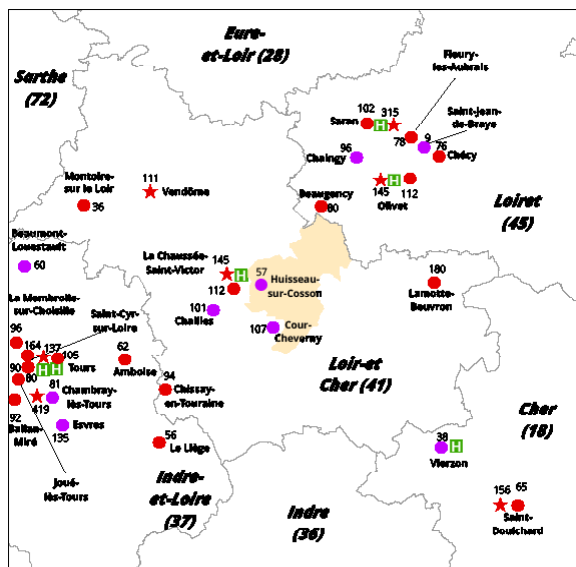 Eure-
et-Loir (28)
Sarthe
(72)
Fleury-
les-Aubrais
102
315
Saran
H
78
Saint-Jean-
de-Braye
9
96
76
Chaingy
Chécy
145
H
112
Olivet
Loiret
(45)
111
Vendôme
Montoire-
sur le Loir
36
Beaugency
80
Beaumont-
Louestault
60
La Chaussée-
Saint-Victor
145
H
112
57
Huisseau-
sur-Cosson
180
Lamotte-
Beuvron
101
Chailles
107
Cour-
Cheverny
La Membrolle-
sur-Choisille
Saint-Cyr-
sur-Loire
96
164
137
105
Tours
90
80
H
H
62
Amboise
81
Chambray-
lès-Tours
419
92
Ballan-
Miré
135
Esvres
94
Chissay-
en-Touraine
Loir-et
Cher (41)
Cher
(18)
56
Le Liège
Joué-
lès-Tours
Indre-
et-Loire
(37)
Indre
(36)
38
H
Vierzon
156
65
Saint-
Doulchard